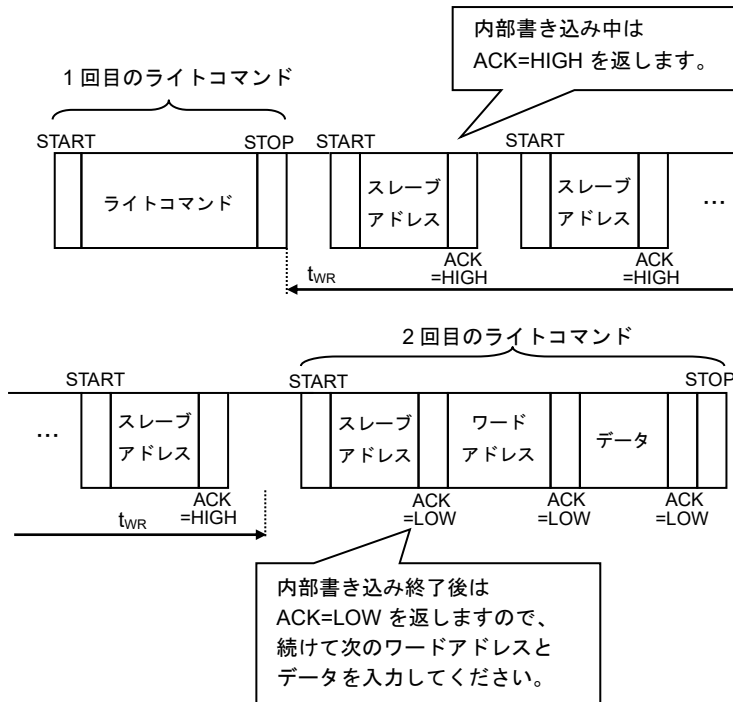 内部書き込み中は
ACK=HIGH を返します。
1 回目のライトコマンド
START STOP START START
ライトコマンド
スレーブ
アドレス
スレーブ
アドレス
…
ACK
=HIGH
ACK
=HIGH
tWR
2 回目のライトコマンド
START START STOP
…
スレーブ
アドレス
スレーブ
アドレス
ワード
アドレス
データ
ACK
=HIGH
ACK
=LOW
ACK
=LOW
ACK
=LOW
tWR
内部書き込み終了後は
ACK=LOW を返しますので、
続けて次のワードアドレスと
データを入力してください。